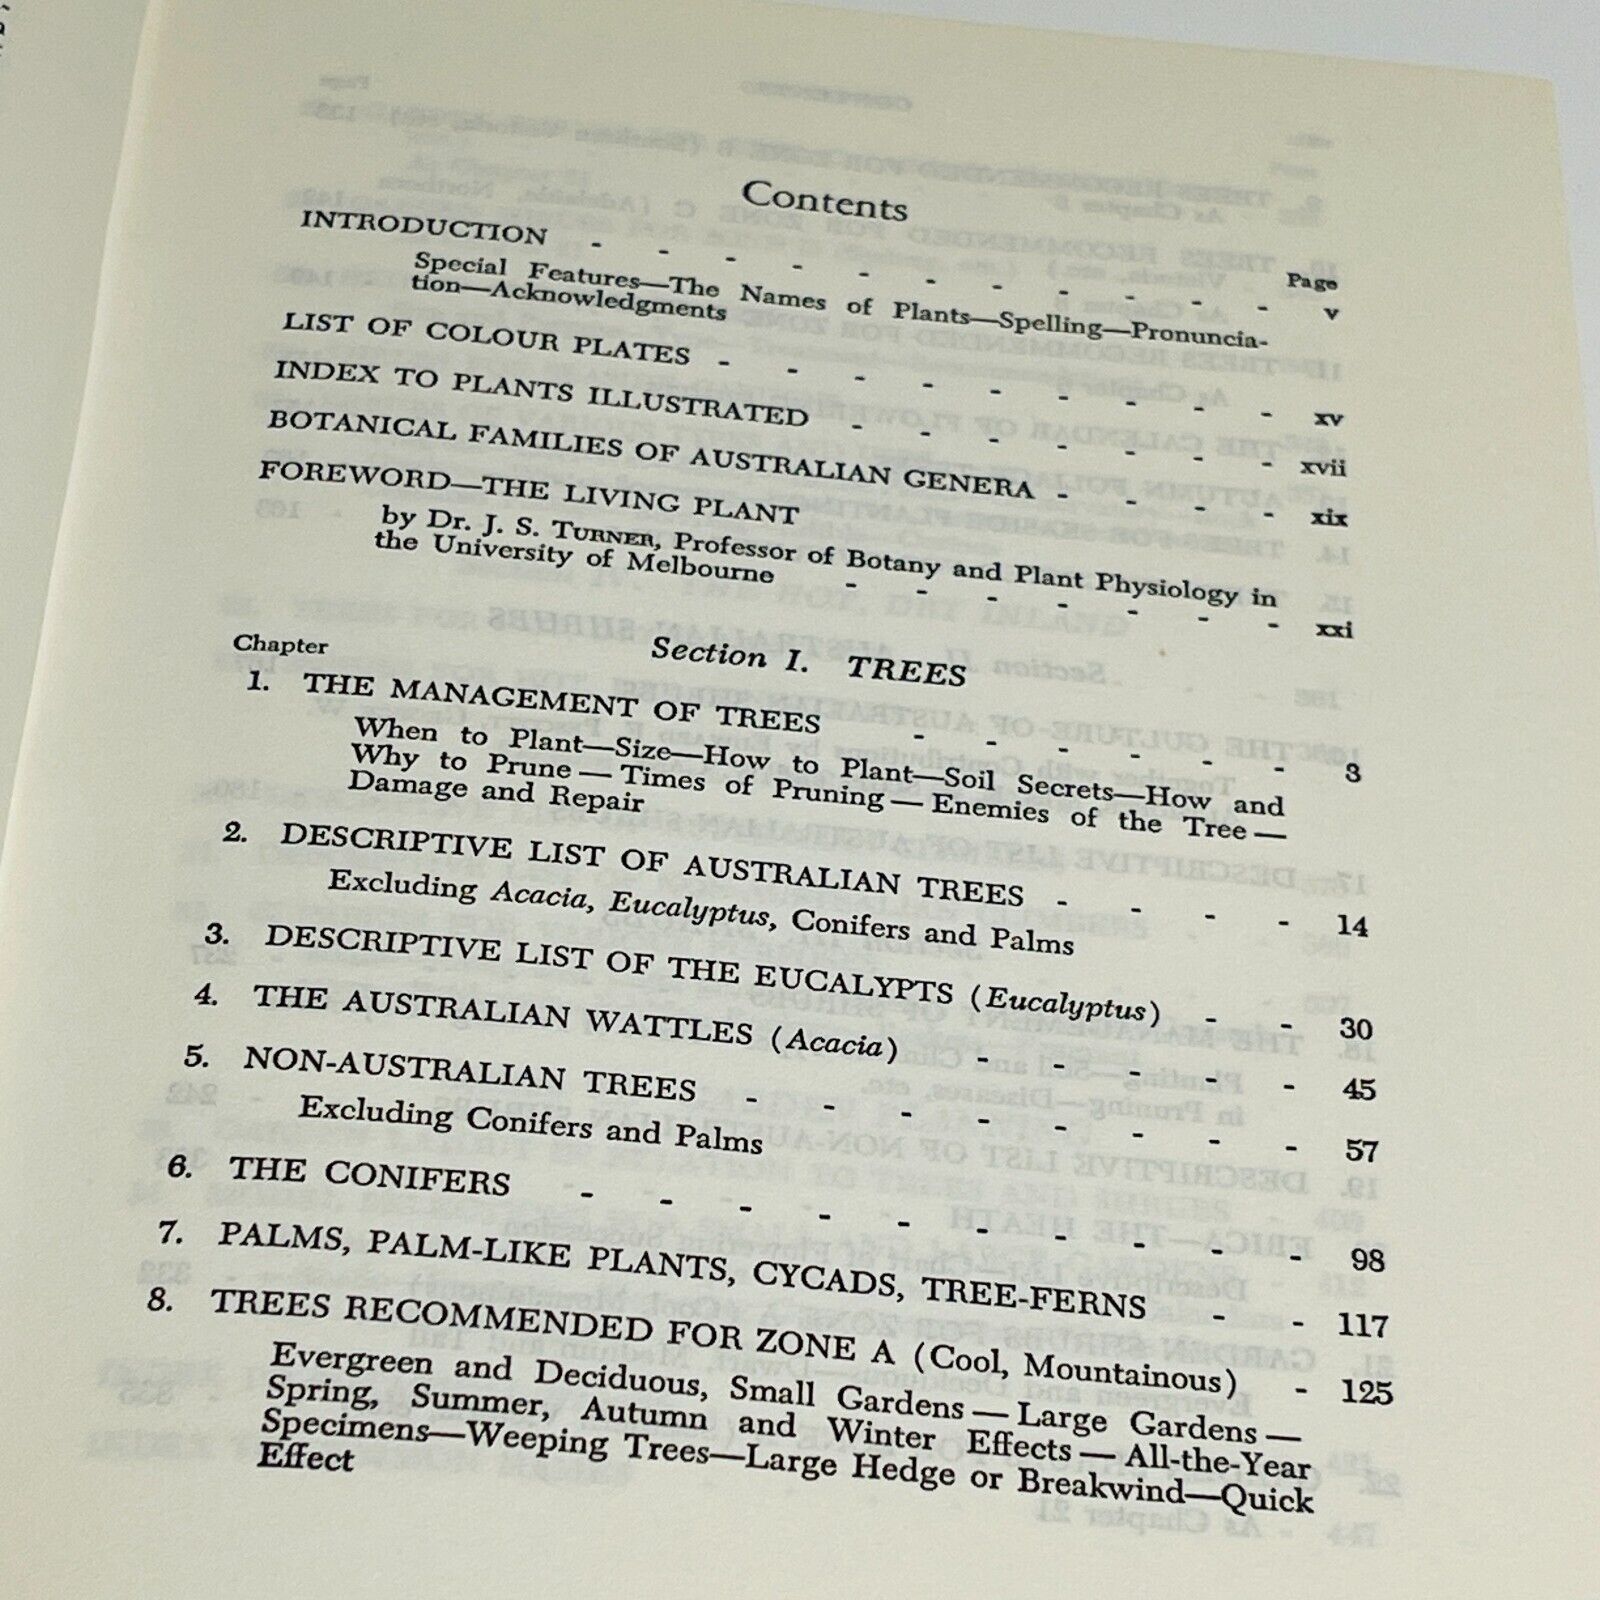 Contents
Page
INTRODUCTION - - - - - - - - - - - v
Special Features—The Names of Plants—Spelling—Pronuncia-
tion—Acknowledgments
LIST OF COLOUR PLATES - - - - - - - - - xv
INDEX TO PLANTS ILLUSTRATED - - - - - - - xvii
BOTANICAL FAMILIES OF AUSTRALIAN GENERA - - - - xix
FOREWORD—THE LIVING PLANT
by Dr. J. S. TURNER, Professor of Botany and Plant Physiology in
the University of Melbourne - - - - - - - xxi
Chapter
Section I. TREES
1. THE MANAGEMENT OF TREES - - - - - - 3
When to Plant—Size—How to Plant—Soil Secrets—How and
Why to Prune — Times of Pruning — Enemies of the Tree —
Damage and Repair
2. DESCRIPTIVE LIST OF AUSTRALIAN TREES - - - - 14
Excluding Acacia, Eucalyptus, Conifers and Palms
3. DESCRIPTIVE LIST OF THE EUCALYPTS (Eucalyptus) - - 30
4. THE AUSTRALIAN WATTLES (Acacia) - - - - - 45
5. NON-AUSTRALIAN TREES - - - - - - - - 57
Excluding Conifers and Palms
6. THE CONIFERS - - - - - - - - - - 98
7. PALMS, PALM-LIKE PLANTS, CYCADS, TREE-FERNS - - 117
8. TREES RECOMMENDED FOR ZONE A (Cool, Mountainous) - 125
Evergreen and Deciduous, Small Gardens — Large Gardens —
Spring, Summer, Autumn and Winter Effects — All-the-Year
Specimens—Weeping Trees—Large Hedge or Breakwind—Quick
Effect